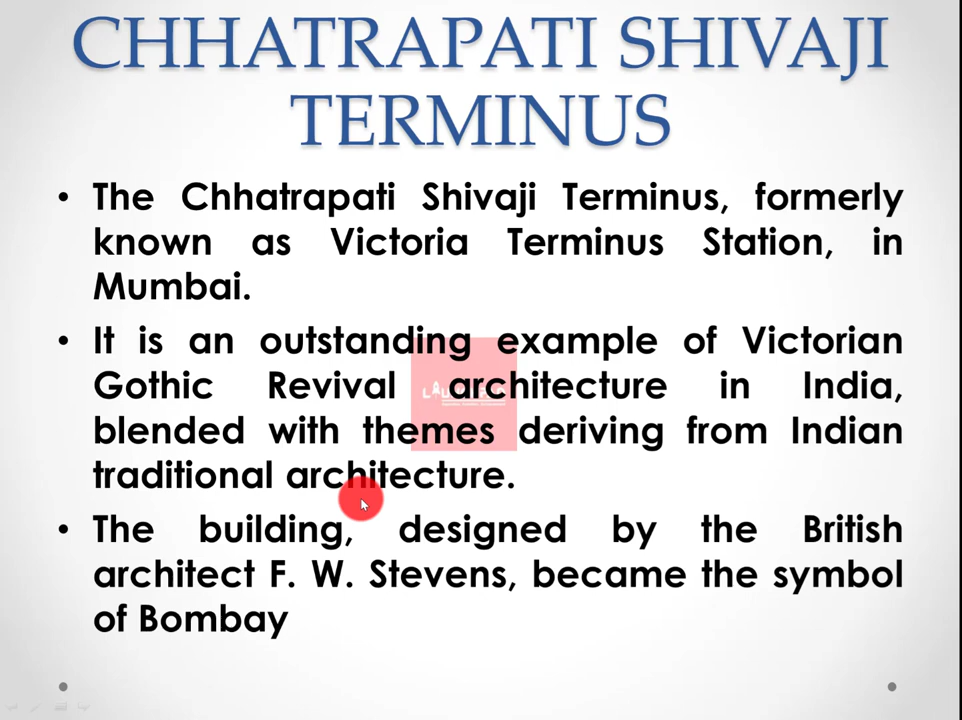 CHHATRAPATI SHIVAJI
TERMINUS
• The Chhatrapati Shivaji Terminus, formerly
known as Victoria Terminus Station, in
Mumbai.
• It is an outstanding example of Victorian
Gothic Revival architecture in India,
blended with themes deriving from Indian
traditional architecture.
• The building, designed by the British
architect F. W. Stevens, became the symbol
of Bombay